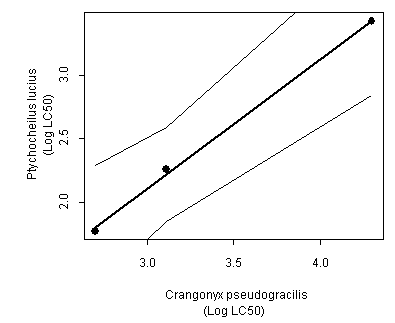 Ptychocheilus lucius
(Log LC50)
3.0
2.5
2.0
3.0
3.5
4.0
Crangonyx pseudogracilis
(Log LC50)